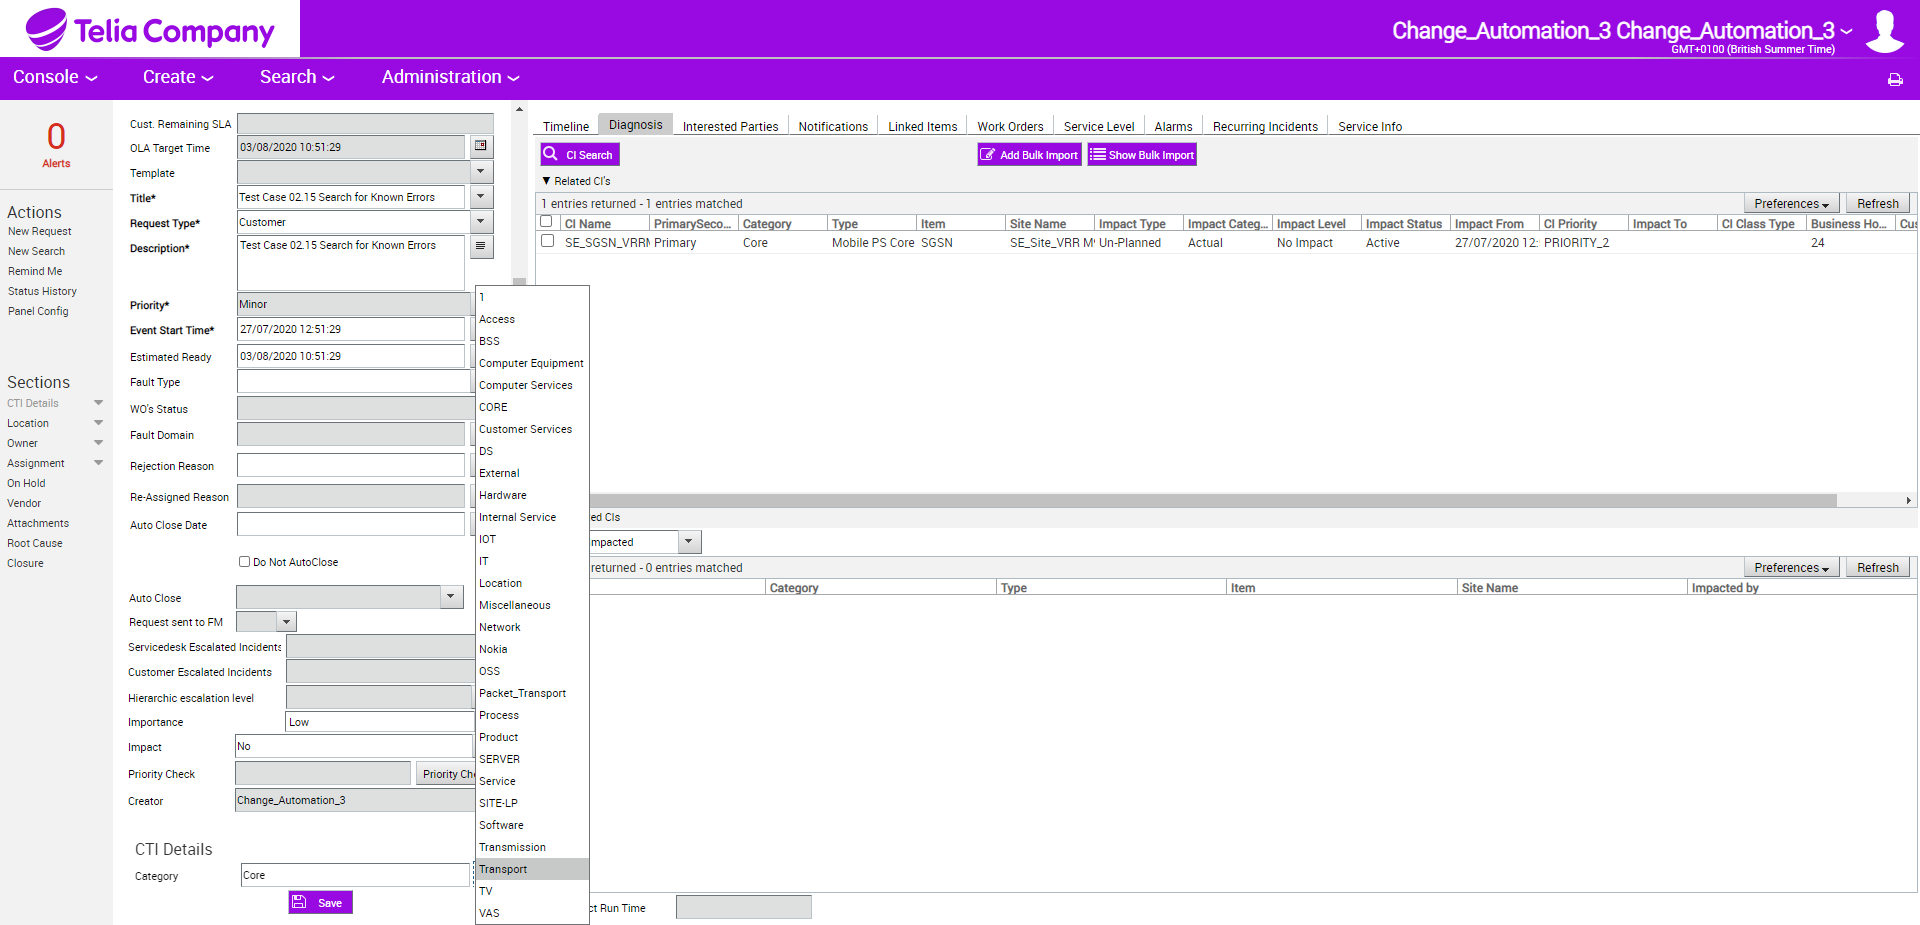 Telia Company
Change_Automation_3 Change_Automation_3
GMT+0100 (British Summer Time)
Console
Create
Search
Administration
0
Alerts
Actions
New Request
New Search
Remind Me
Status History
Panel Config
Sections
CTI Details
Location
Owner
Assignment
On Hold
Vendor
Attachments
Root Cause
Closure
Cust. Remaining SLA
OLA Target Time 03/08/2020 10:51:29
Template
Title* Test Case 02.15 Search for Known Errors
Request Type* Customer
Description* Test Case 02.15 Search for Known Errors
Priority* Minor
Event Start Time* 27/07/2020 12:51:29
Estimated Ready 03/08/2020 10:51:29
Fault Type
WO's Status
Fault Domain
Rejection Reason
Re-Assigned Reason
Auto Close Date
Do Not AutoClose
Auto Close
Request sent to FM
Servicedesk Escalated Incidents
Customer Escalated Incidents
Hierarchic escalation level
Importance Low
Impact No
Priority Check Priority Che
Creator Change_Automation_3
CTI Details
Category Core
Save
1
Access
BSS
Computer Equipment
Computer Services
CORE
Customer Services
DS
External
Hardware
Internal Service
IOT
IT
Location
Miscellaneous
Network
Nokia
OSS
Packet_Transport
Process
Product
SERVER
Service
SITE-LP
Software
Transmission
Transport
TV
VAS
Timeline Diagnosis Interested Parties Notifications Linked Items Work Orders Service Level Alarms Recurring Incidents Service Info
CI Search Add Bulk Import Show Bulk Import
Related CI's
1 entries returned - 1 entries matched Preferences Refresh
CI Name PrimarySeco... Category Type Item Site Name Impact Type Impact Categ... Impact Level Impact Status Impact From CI Priority Impact To CI Class Type Business Ho... Cus
SE_SGSN_VRRM Primary Core Mobile PS Core SGSN SE_Site_VRR M Un-Planned Actual No Impact Active 27/07/2020 12: PRIORITY_2 24
ed CIs
mpacted
returned - 0 entries matched Preferences Refresh
Category Type Item Site Name Impacted by
ct Run Time